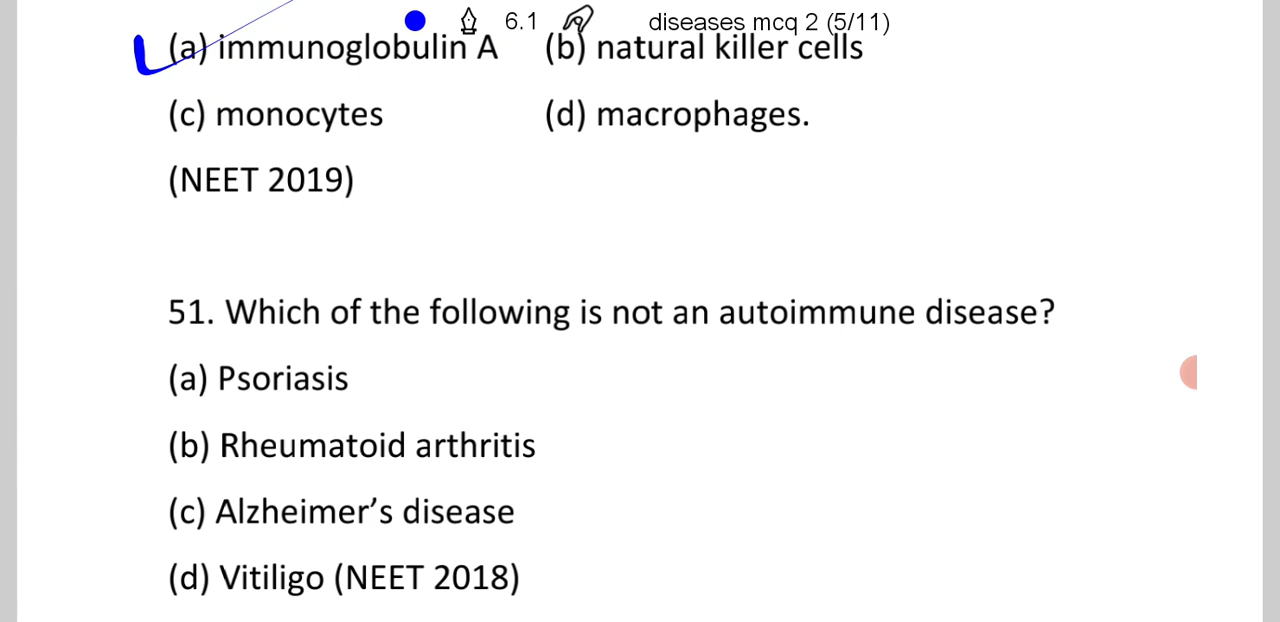 6.1 diseases mcq 2 (5/11)
(a) immunoglobulin A (b) natural killer cells
(c) monocytes (d) macrophages.
(NEET 2019)
51. Which of the following is not an autoimmune disease?
(a) Psoriasis
(b) Rheumatoid arthritis
(c) Alzheimer’s disease
(d) Vitiligo (NEET 2018)